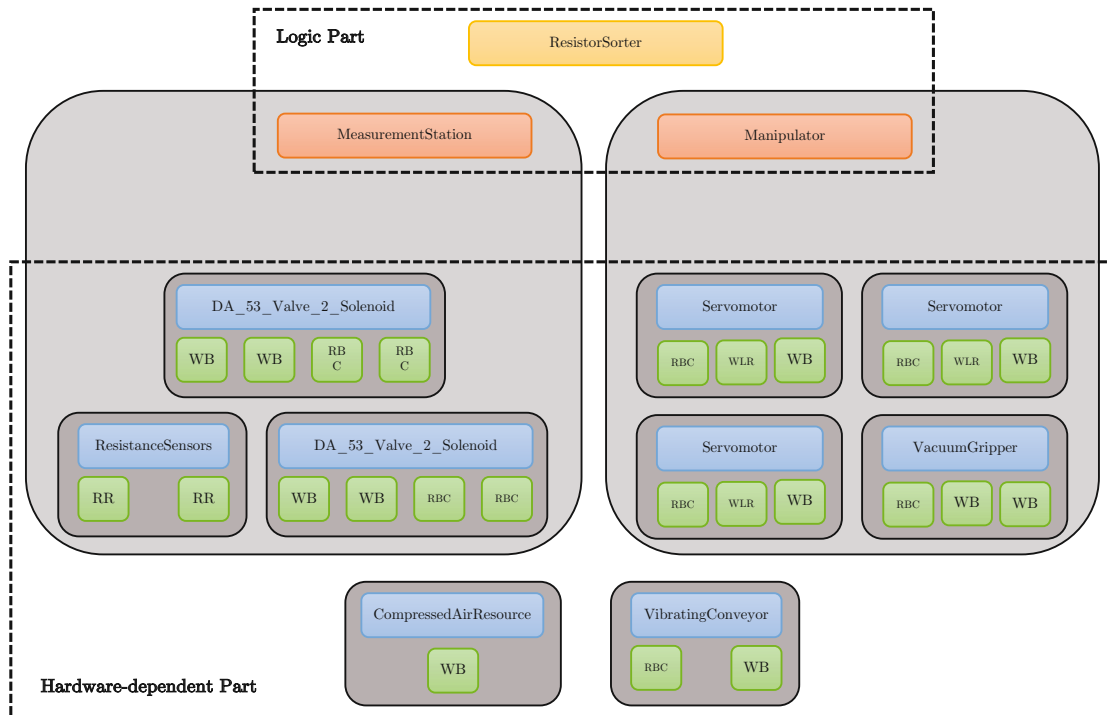 Logic Part
ResistorSorter
MeasurementStation
Manipulator
DA_53_Valve_2_Solenoid
WB
WB
RB
C
RB
C
ResistanceSensors
RR
RR
DA_53_Valve_2_Solenoid
WB
WB
RBC
RBC
Servomotor
RBC
WLR
WB
Servomotor
RBC
WLR
WB
Servomotor
RBC
WLR
WB
VacuumGripper
RBC
WB
WB
CompressedAirResource
WB
VibratingConveyor
RBC
WB
Hardware-dependent Part